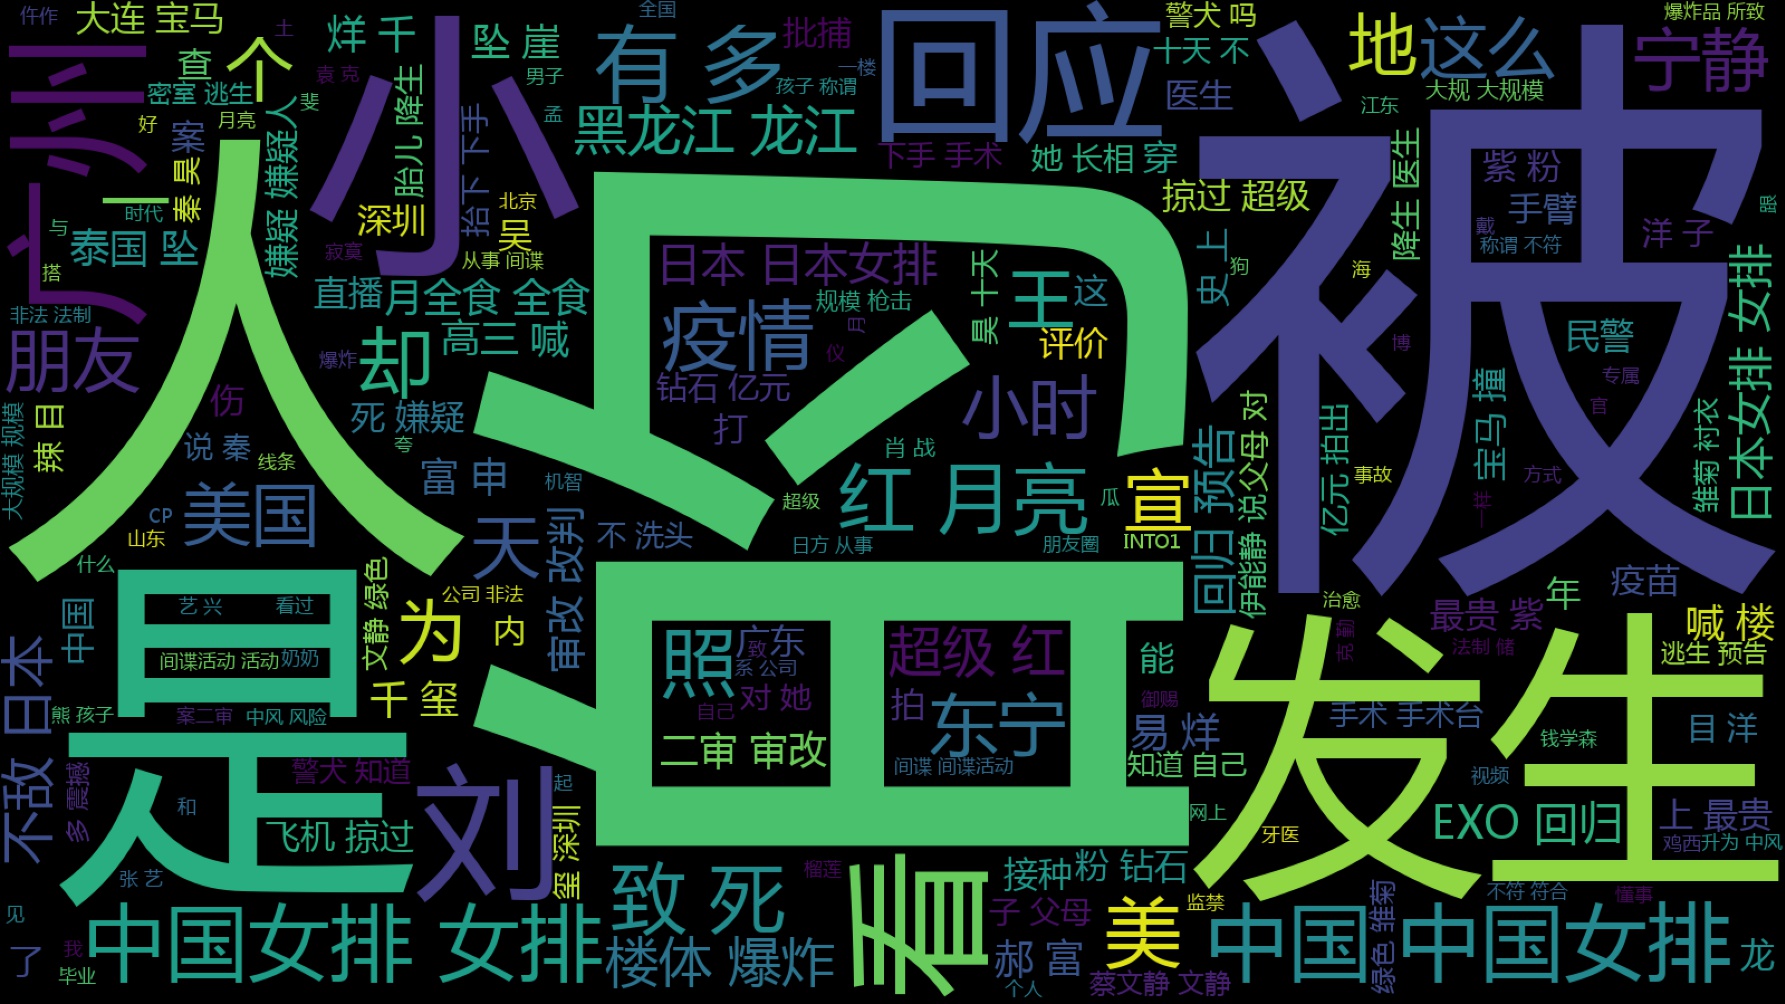 仵作
大连 宝马
土
烊 千
坠 崖
全国
批捕
有 多
回应
警犬 吗
十天 不
地
这么
爆炸品 所致
宁静
广州
查
个
密室 逃生
袁 克
小
男子
孩子 称谓
一楼
医生
大规 大规模
江东
好
案
月亮
斐
嫌疑 嫌疑人
胎儿 降生
抬下 下手
孟
黑龙江 龙江
下手 手术
她 长相 穿
被
人
一
秦 昊
时代
与
泰国 坠
搭
深圳
北京
吴
寂寞
从事 间谍
掠过 超级
降生 医生
紫 粉
手臂
戴
称谓 不符
洋 子
跟
日本女排 女排
为
非法 法制
朋友
直播
月全食 全食
日本 日本女排
疫情
规模 枪击
月
仪
昊 十天
王
这
评价
史上
狗
海
博
民警
专属
官
爆炸
却
高三 喊
钻石 亿元
打
小时
肖 战
伤
死 嫌疑
夸
大规模 规模
辣 目
说 秦
线条
富 申
机智
超级
红 月亮
瓜
宣
INTO1
回归 预告
伊能静 说父母 对
亿元 拍出
事故
宝马 撞
一排
方式
雏菊 衬衣
CP
山东
美国
天
审改 改判
不 洗头
日方 从事
朋友圈
什么
中国
是
艺 兴
看过
间谍活动 活动
奶奶
文静 绿色
公司 非法
内
熊 孩子
案二审
中风 风险
千 玺
照
广东
致
系 公司
对 她
自己
二审 审改
超级 红
拍
东宁
间谍 间谍活动
能
御赐
易 烊
知道 自己
治愈
克 勤
疫苗
年
最贵 紫
法制 储
喊 楼
逃生 预告
发生
手术 手术台
钱学森
目 洋
视频
不敌 日本
多 震撼
警犬 知道
和
飞机 掠过
刘
起
玺 深圳
网上
牙医
EXO 回归
上 最贵
鸡西
升为 中风
张 艺
见
了
我
毕业
中国女排 女排
致 死
楼体 爆炸
榴莲
看
接种
粉 钻石
子 父母
郝 富
个人
美
监禁
蔡文静 文静
中国 中国女排
绿色 雏菊
不符 符合
懂事
龙